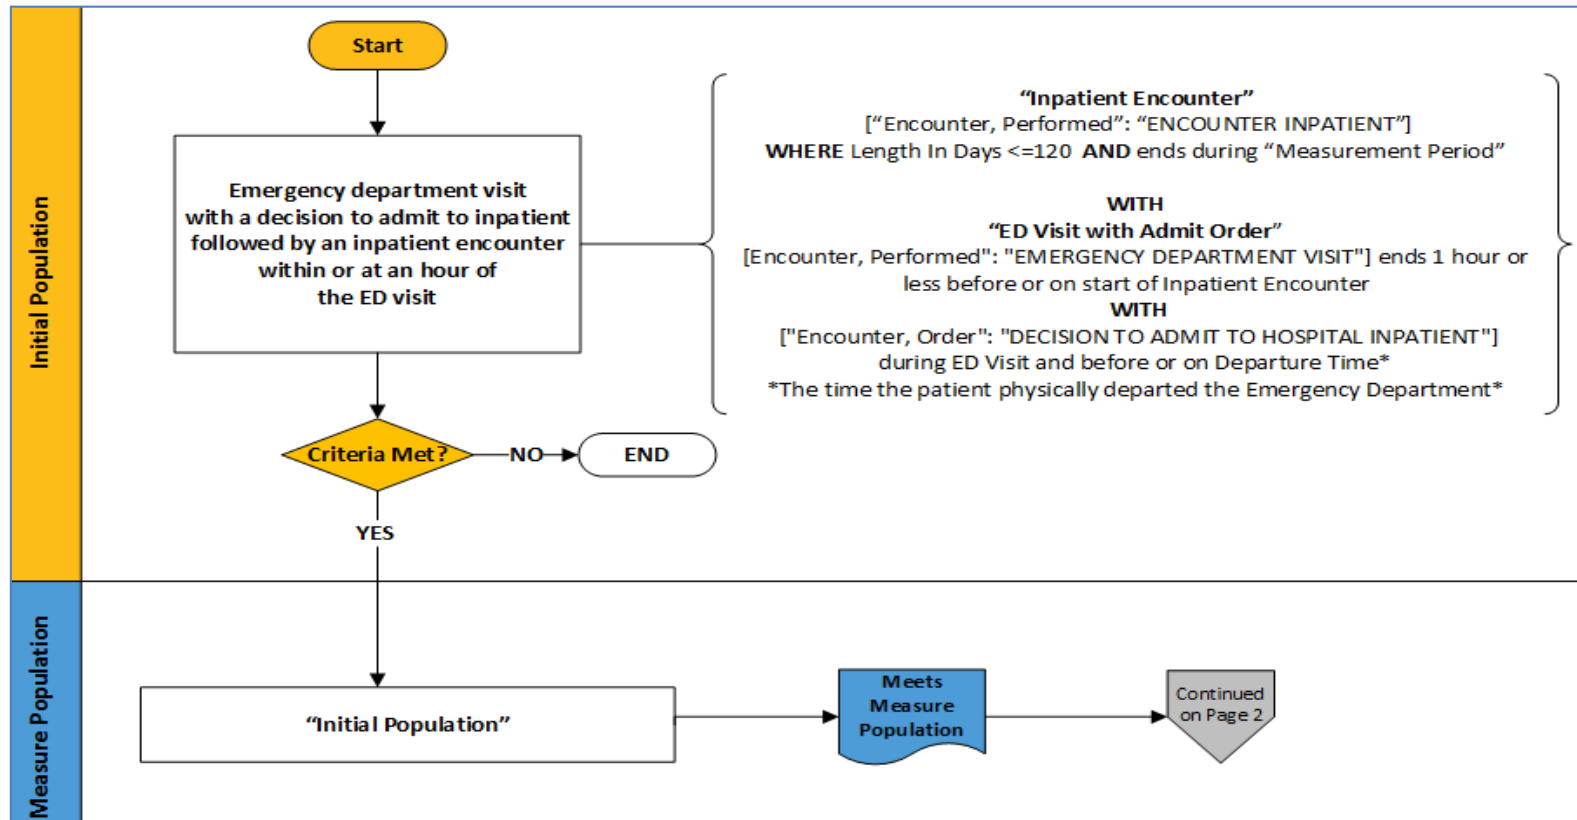 Initial Population
Start
Emergency department visit
with a decision to admit to inpatient
followed by an inpatient encounter
within or at an hour of
the ED visit
“Inpatient Encounter”
[“Encounter, Performed”: “ENCOUNTER INPATIENT”]
WHERE Length In Days <=120 AND ends during “Measurement Period”
WITH
“ED Visit with Admit Order”
[Encounter, Performed": "EMERGENCY DEPARTMENT VISIT"] ends 1 hour or
less before or on start of Inpatient Encounter
WITH
["Encounter, Order": "DECISION TO ADMIT TO HOSPITAL INPATIENT"]
during ED Visit and before or on Departure Time*
*The time the patient physically departed the Emergency Department*
Criteria Met?
NO
END
YES
Measure Population
“Initial Population”
Meets
Measure
Population
Continued
on Page 2